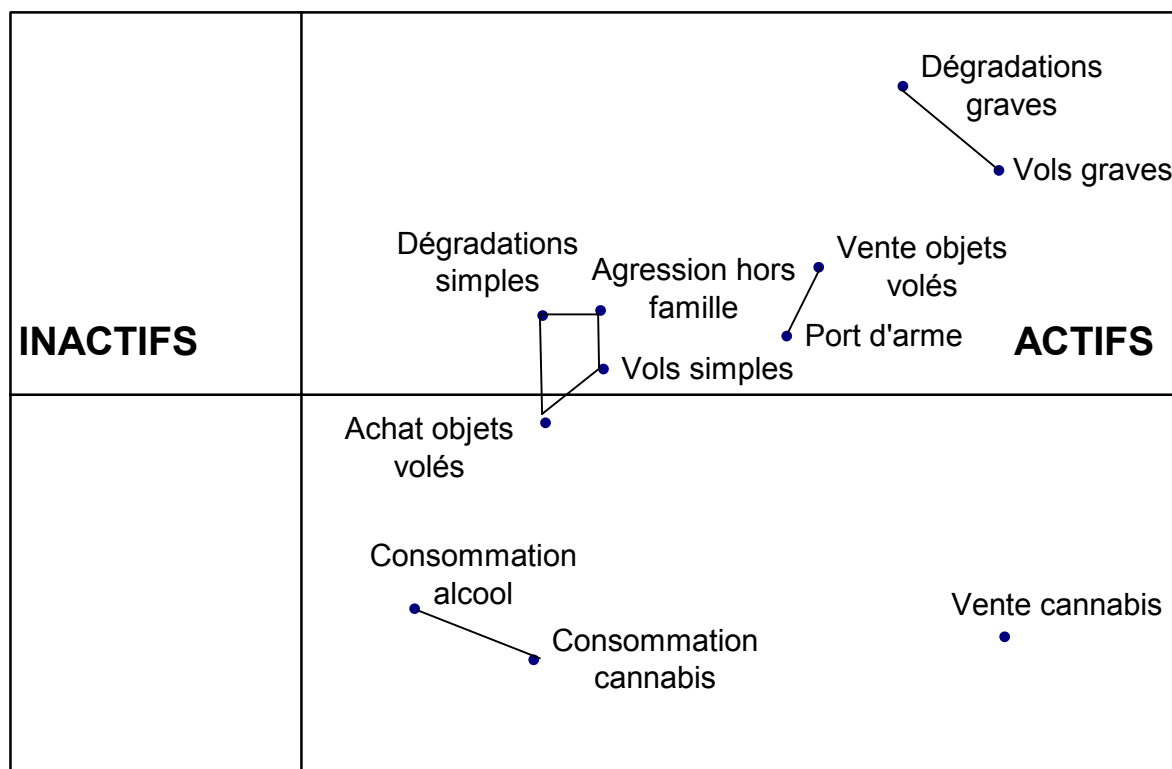 Dégradations
graves
Vols graves
Dégradations
simples
Agression hors
famille
Vente objets
volés
INACTIFS
Port d'arme
ACTIFS
Vols simples
Achat objets
volés
Consommation
alcool
Vente cannabis
Consommation
cannabis